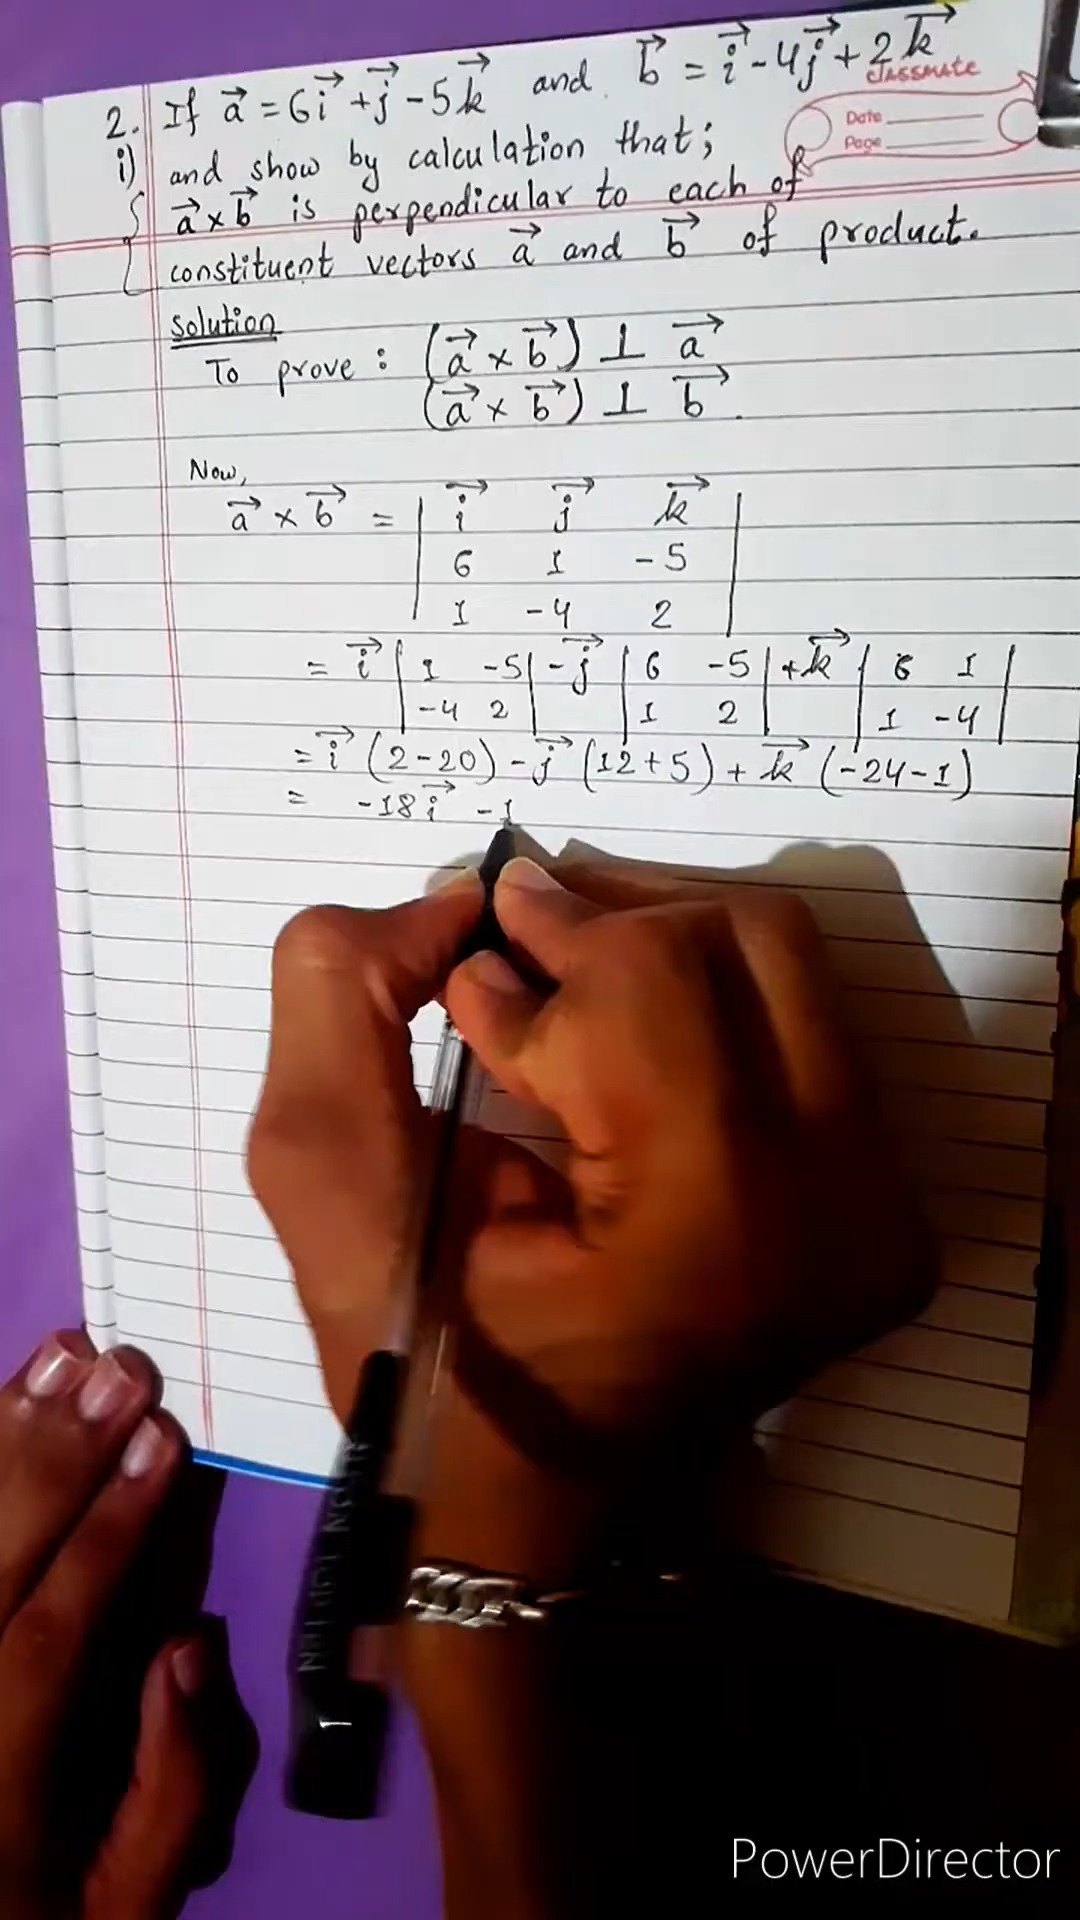 2. If a⃗ = 6i⃗ + j⃗ - 5k⃗ and b⃗ = i⃗ - 4j⃗ + 2k⃗
classmate
Date
Page
i) and show by calculation that;
a⃗ x b⃗ is perpendicular to each of
constituent vectors a⃗ and b⃗ of product.
Solution
To prove : (a⃗ x b⃗) ⊥ a⃗
(a⃗ x b⃗) ⊥ b⃗.
Now,
a⃗ x b⃗ = | i⃗ j⃗ k⃗ |
6 1 -5
1 -4 2
= i⃗ | 1 -5 | - j⃗ | 6 -5 | + k⃗ | 6 1 |
-4 2 1 2 1 -4
= i⃗ (2-20) - j⃗ (12+5) + k⃗ (-24-1)
= -18i⃗ -1
PowerDirector